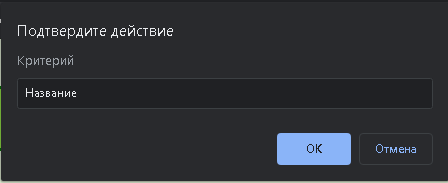 Подтвердите действие
Критерий
Название
OK
Отмена